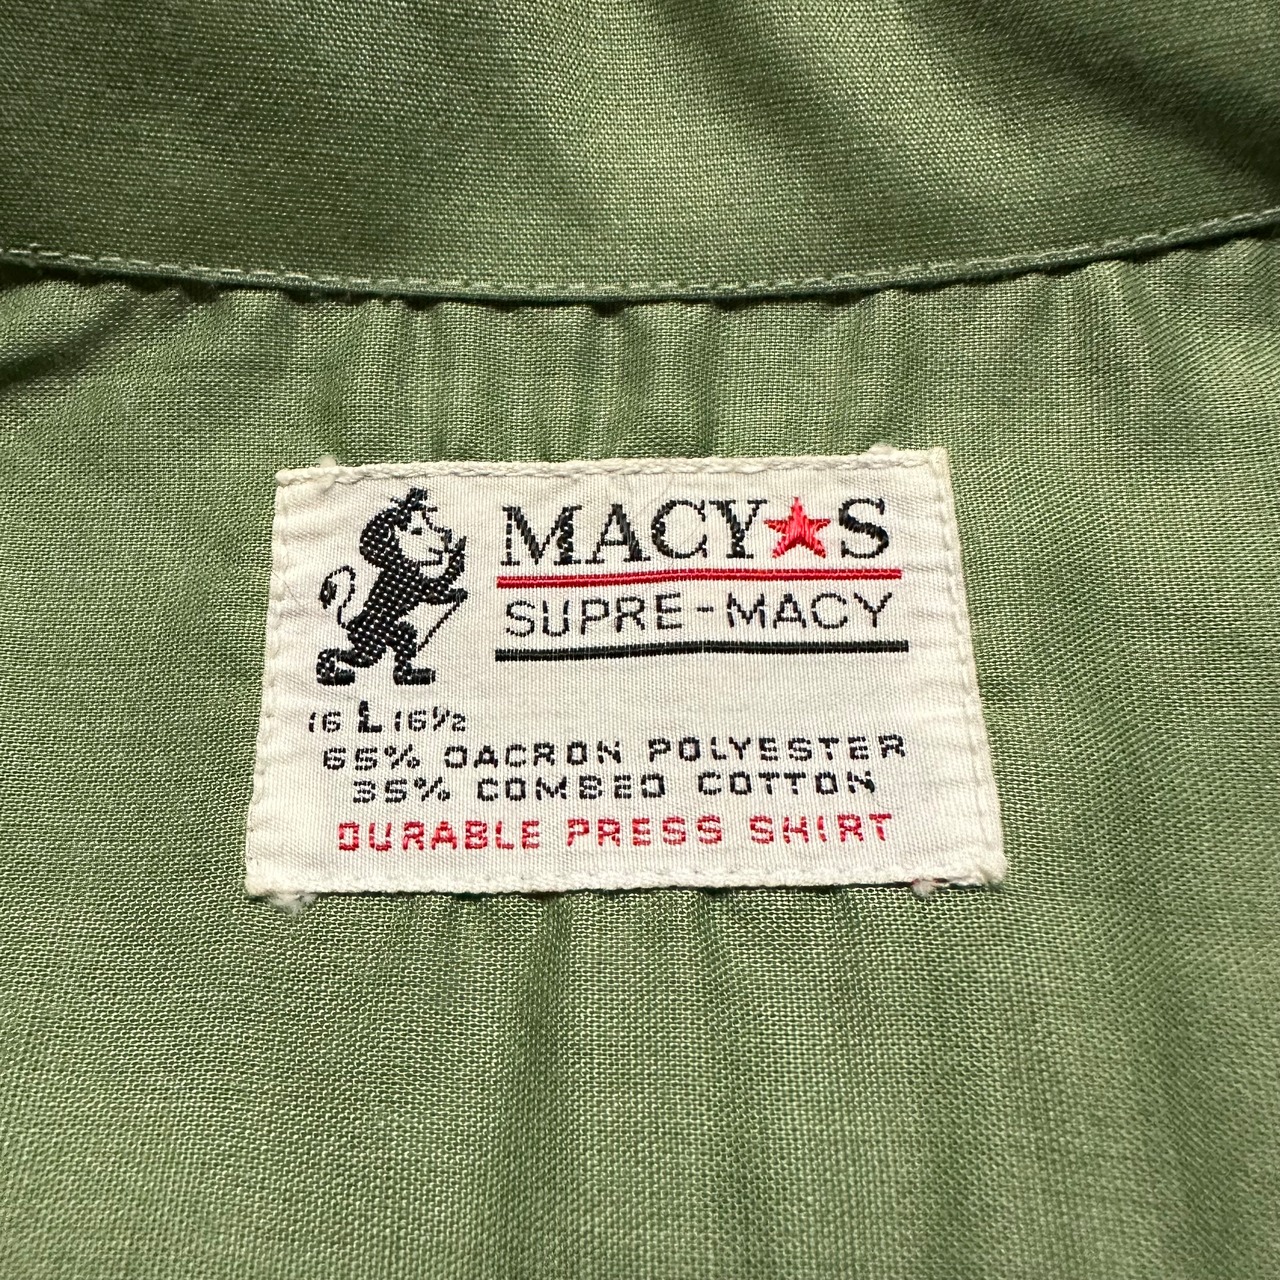 MACY★S
SUPRE-MACY
16 L 16½
65% DACRON POLYESTER
35% COMBED COTTON
DURABLE PRESS SHIRT